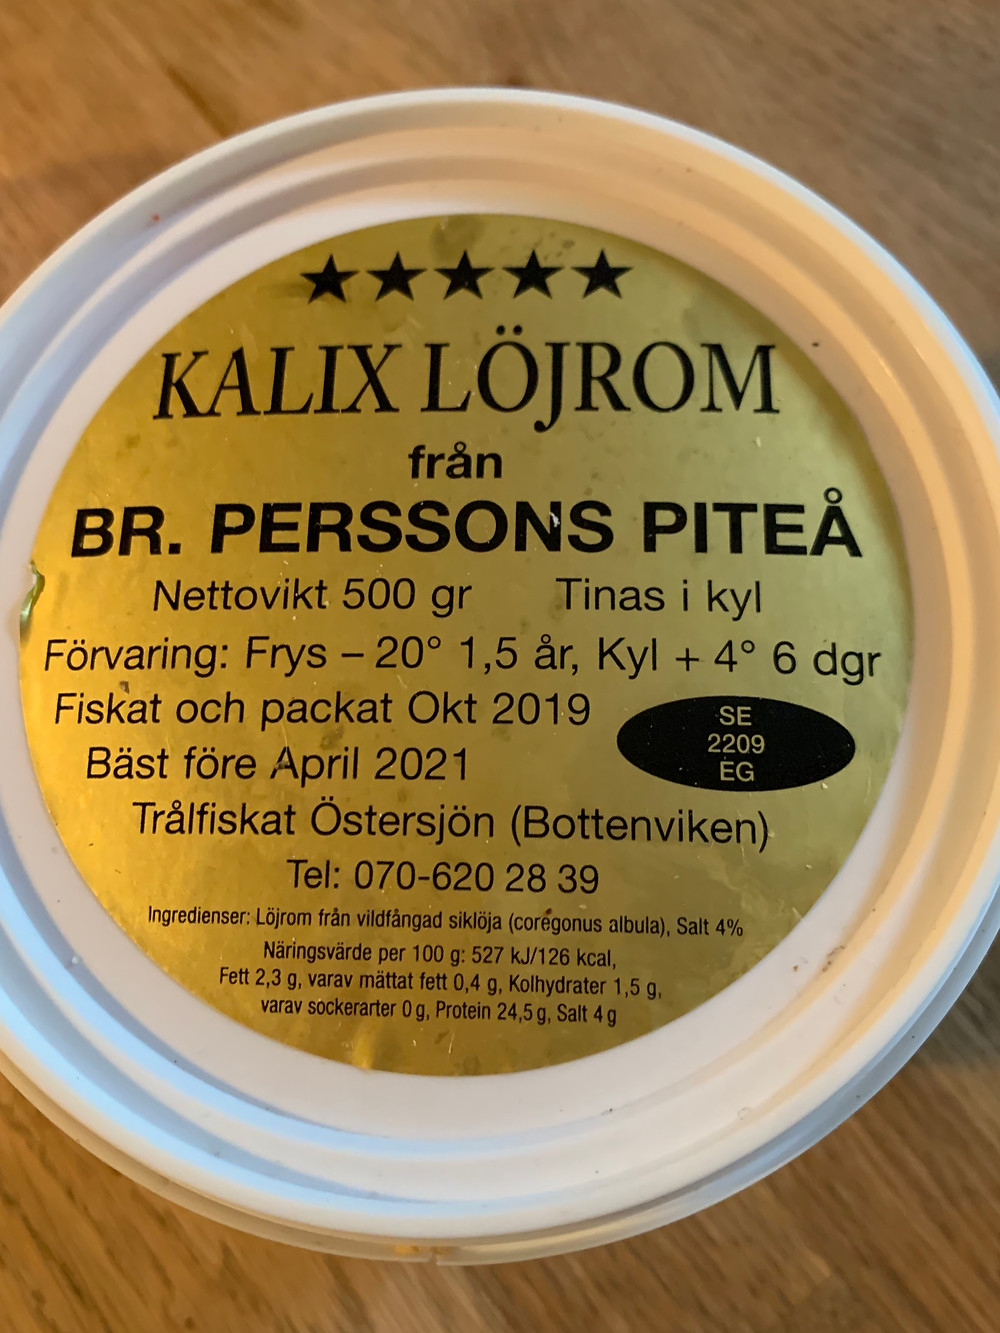 ★★★★★
KALIX LÖJROM
från
BR. PERSSONS PITEÅ
Nettovikt 500 gr Tinas i kyl
Förvaring: Frys – 20° 1,5 år, Kyl + 4° 6 dgr
Fiskat och packat Okt 2019
Bäst före April 2021
SE
2209
EG
Trålfiskat Östersjön (Bottenviken)
Tel: 070-620 28 39
Ingredienser: Löjrom från vildfångad siklöja (coregonus albula), Salt 4%
Näringsvärde per 100 g: 527 kJ/126 kcal,
Fett 2,3 g, varav mättat fett 0,4 g, Kolhydrater 1,5 g,
varav sockerarter 0 g, Protein 24,5 g, Salt 4 g